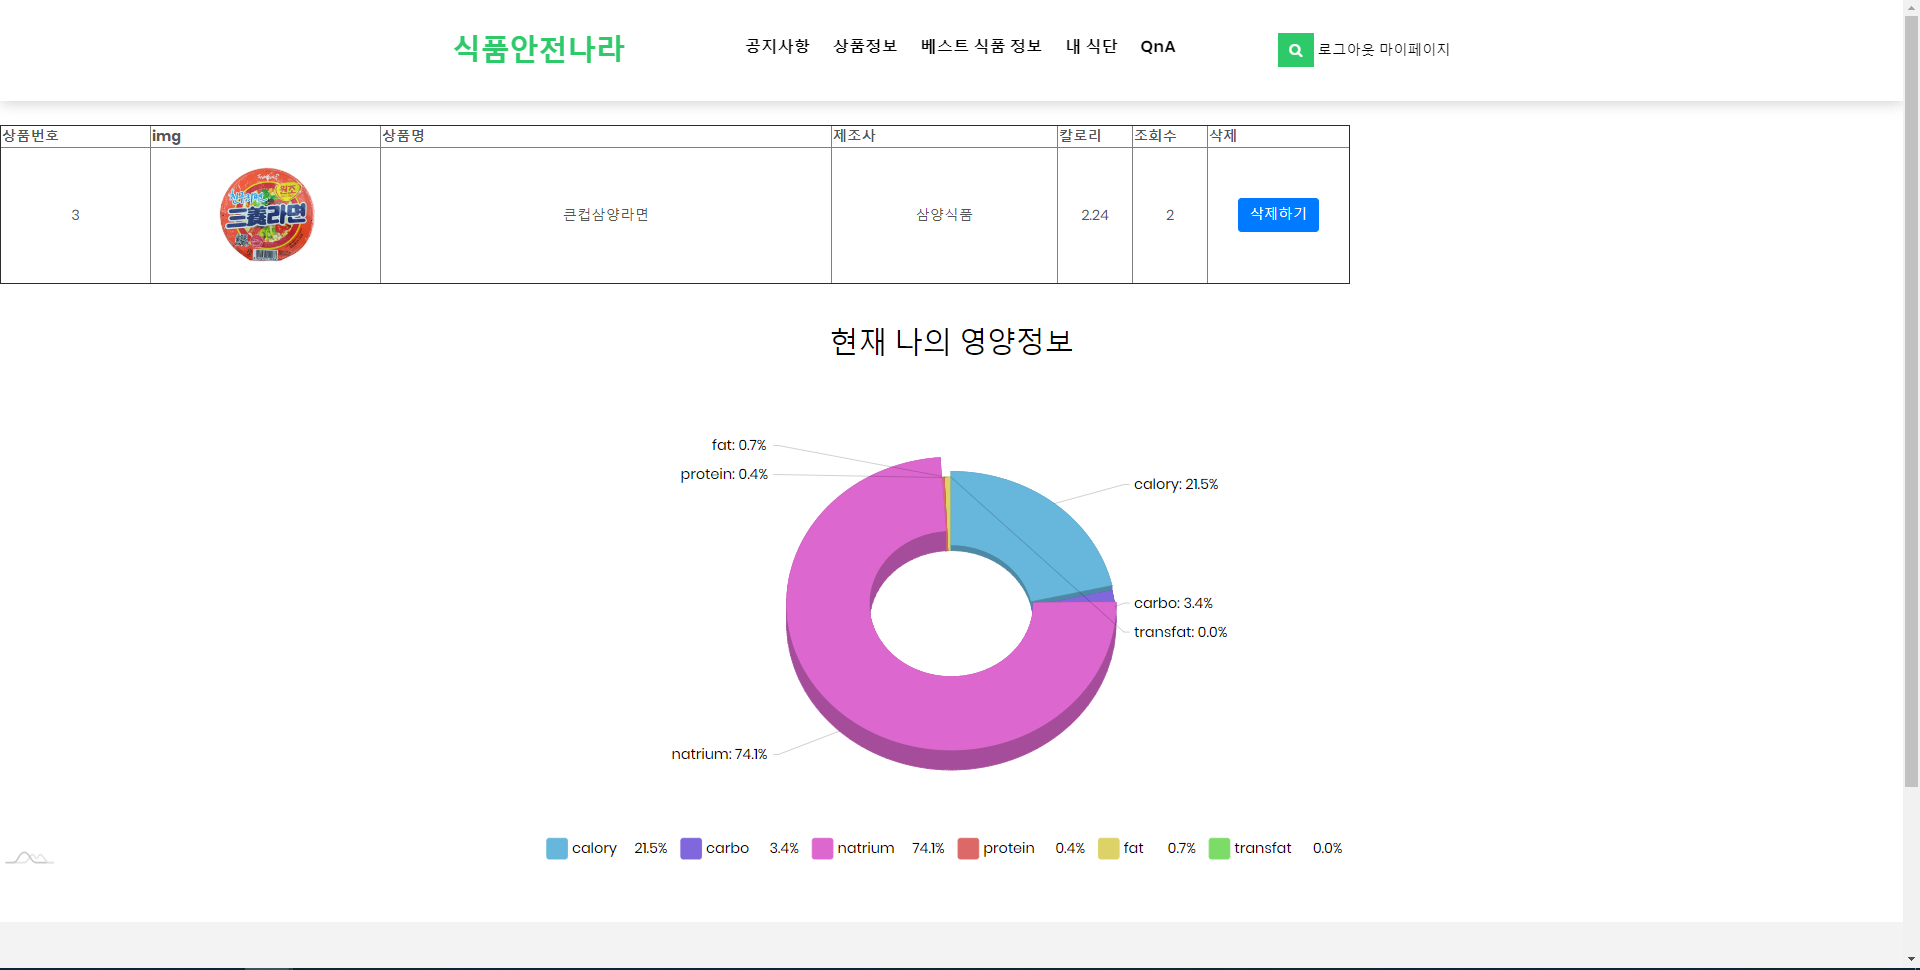 식품안전나라
공지사항 상품정보 베스트 식품 정보 내 식단 QnA
로그아웃 마이페이지
상품번호 img 상품명 제조사 칼로리 조회수 삭제
원조
三養라면
3 큰컵삼양라면 삼양식품 2.24 2 삭제하기
현재 나의 영양정보
fat: 0.7%
protein: 0.4%
calory: 21.5%
carbo: 3.4%
transfat: 0.0%
natrium: 74.1%
calory 21.5% carbo 3.4% natrium 74.1% protein 0.4% fat 0.7% transfat 0.0%